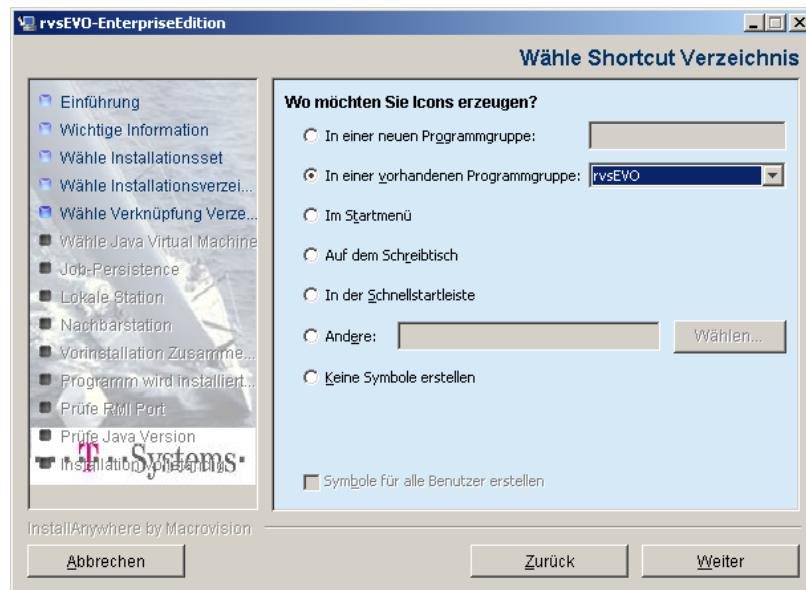 rvsEVO-EnterpriseEdition
Wähle Shortcut Verzeichnis
Einführung
Wichtige Information
Wähle Installationsset
Wähle Installationsverzei...
Wähle Verknüpfung Verze...
Wähle Java Virtual Machine
Job-Persistence
Lokale Station
Nachbarstation
Vorinstallation Zusamme...
Programm wird installiert...
Prüfe RMI Port
Prüfe Java Version
Installation vollständig
T Systems
Wo möchten Sie Icons erzeugen?
In einer neuen Programmgruppe:
In einer vorhandenen Programmgruppe: rvsEVO
Im Startmenü
Auf dem Schreibtisch
In der Schnellstartleiste
Andere: Wählen...
Keine Symbole erstellen
Symbole für alle Benutzer erstellen
InstallAnywhere by Macrovision
Abbrechen Zurück Weiter